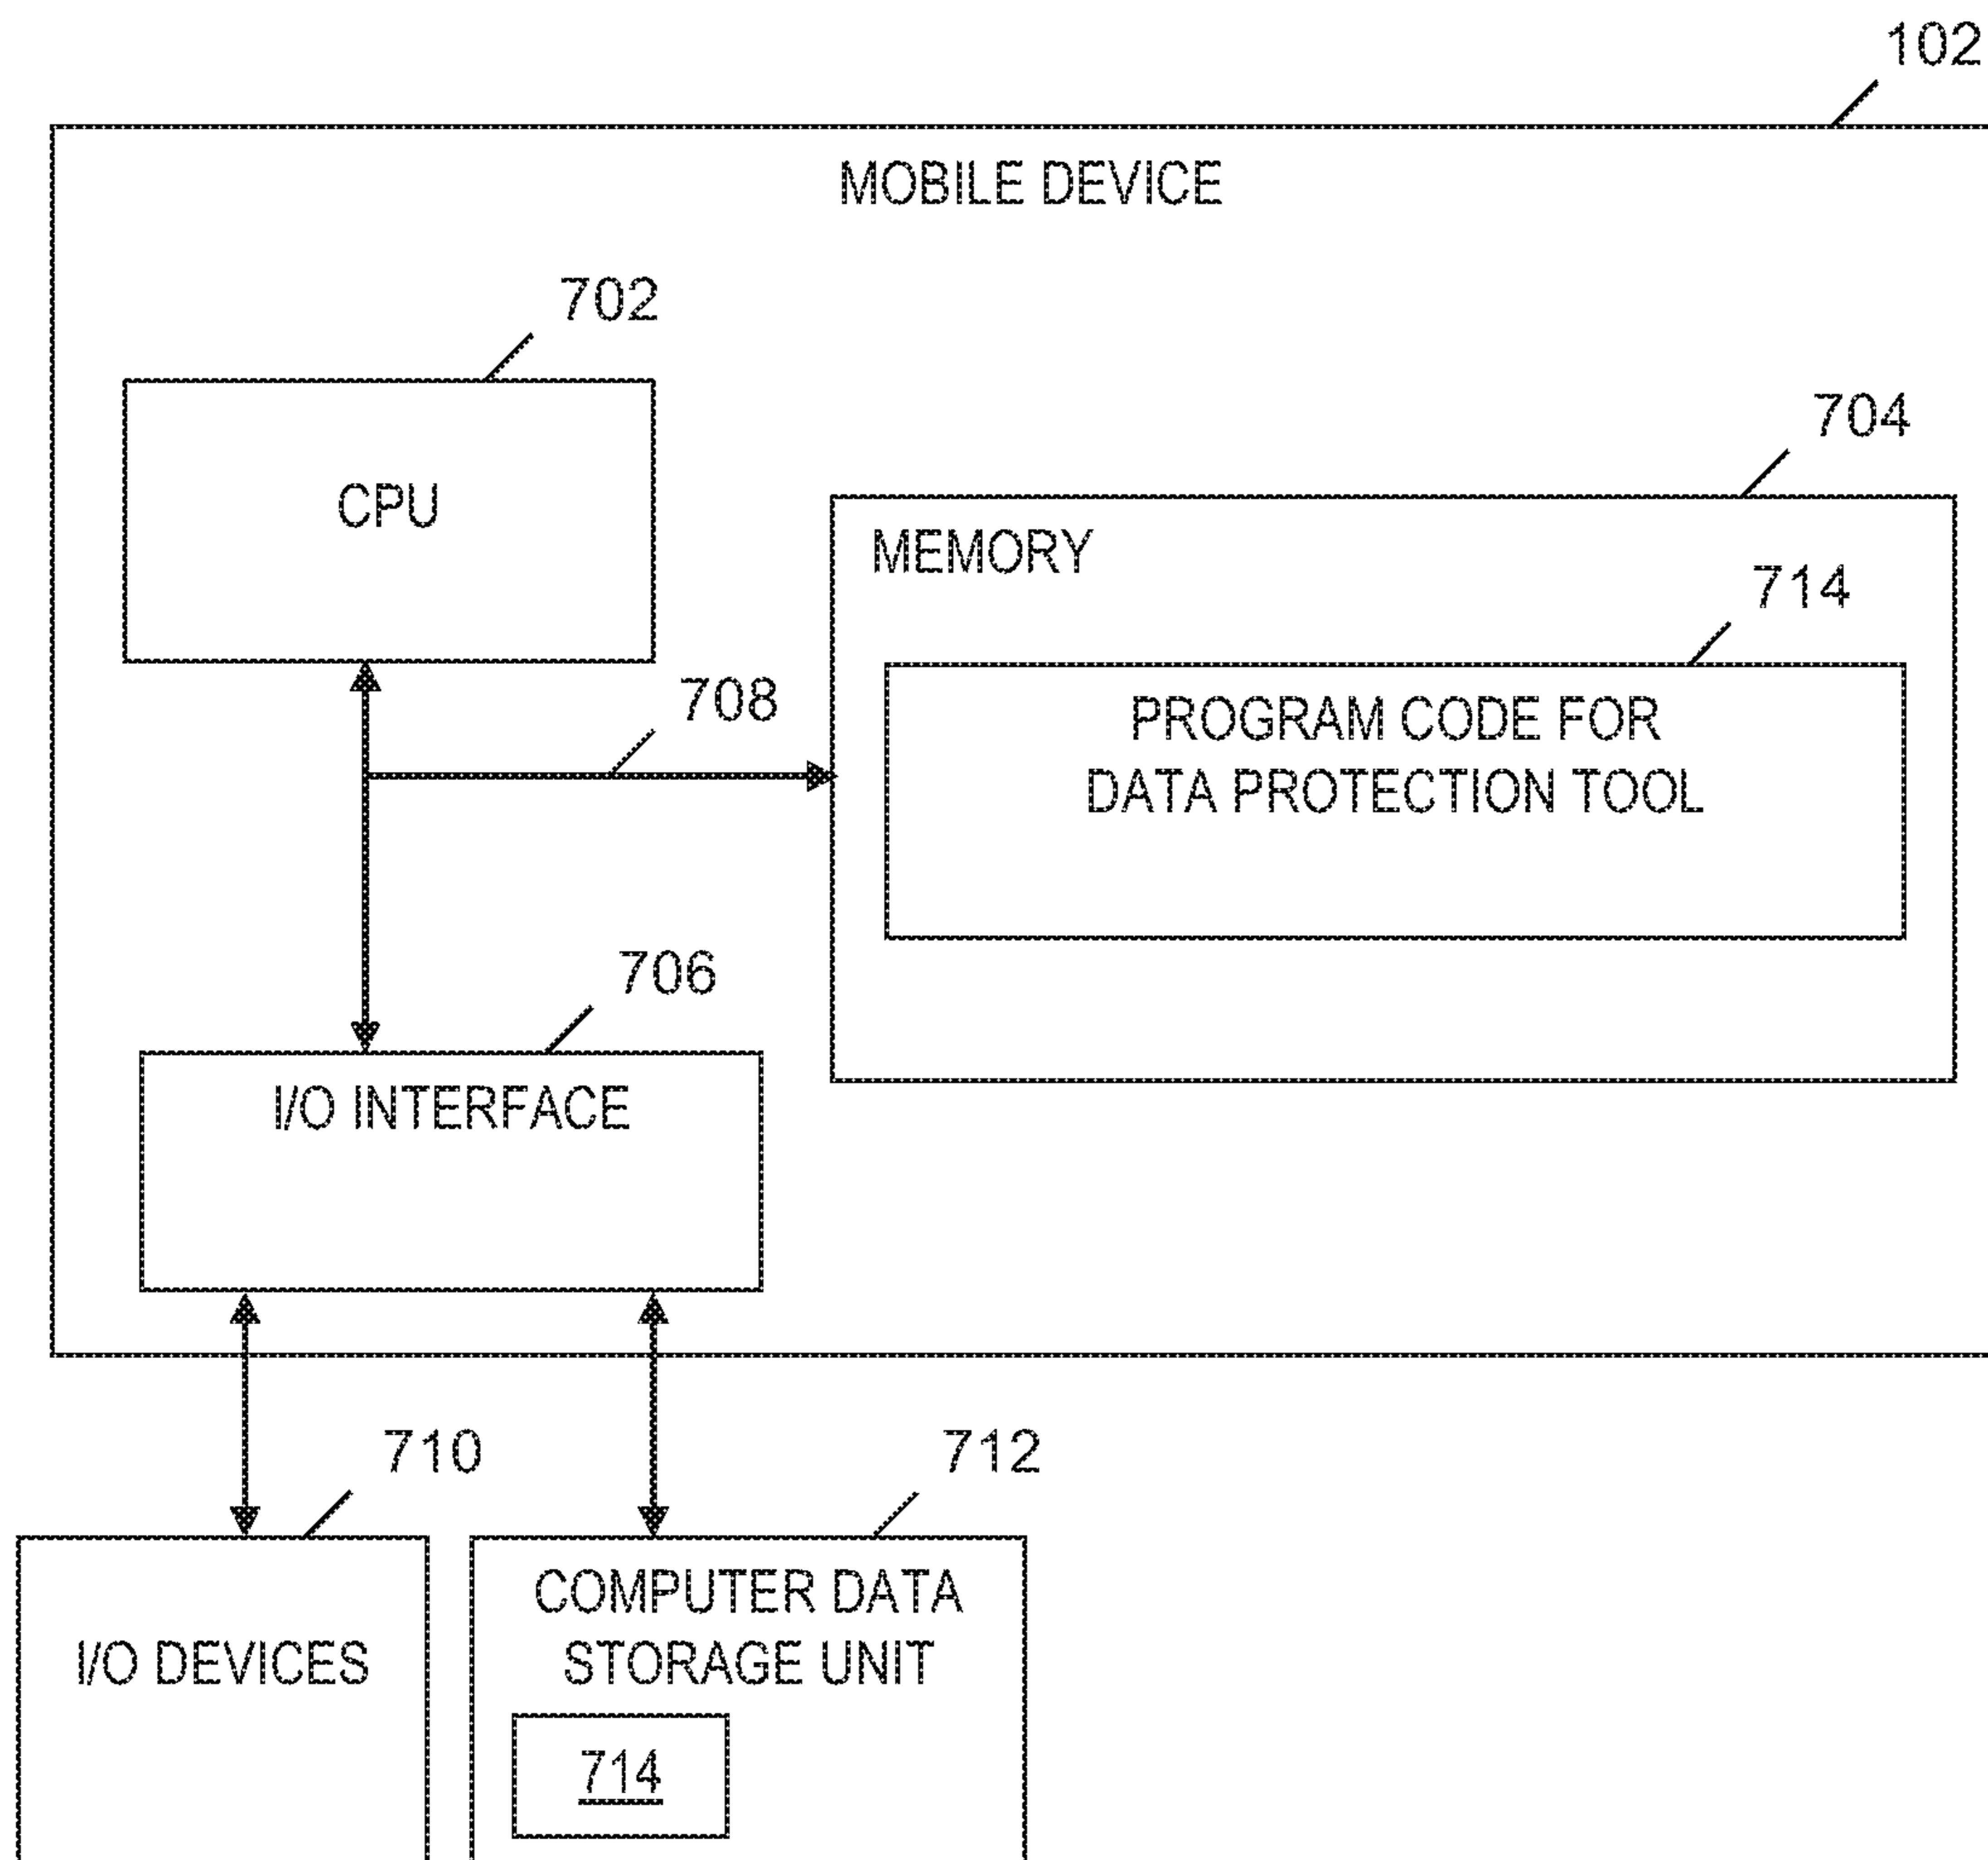 102
MOBILE DEVICE
702
CPU
704
MEMORY
714
PROGRAM CODE FOR
DATA PROTECTION TOOL
708
706
I/O INTERFACE
710
712
I/O DEVICES
COMPUTER DATA
STORAGE UNIT
714